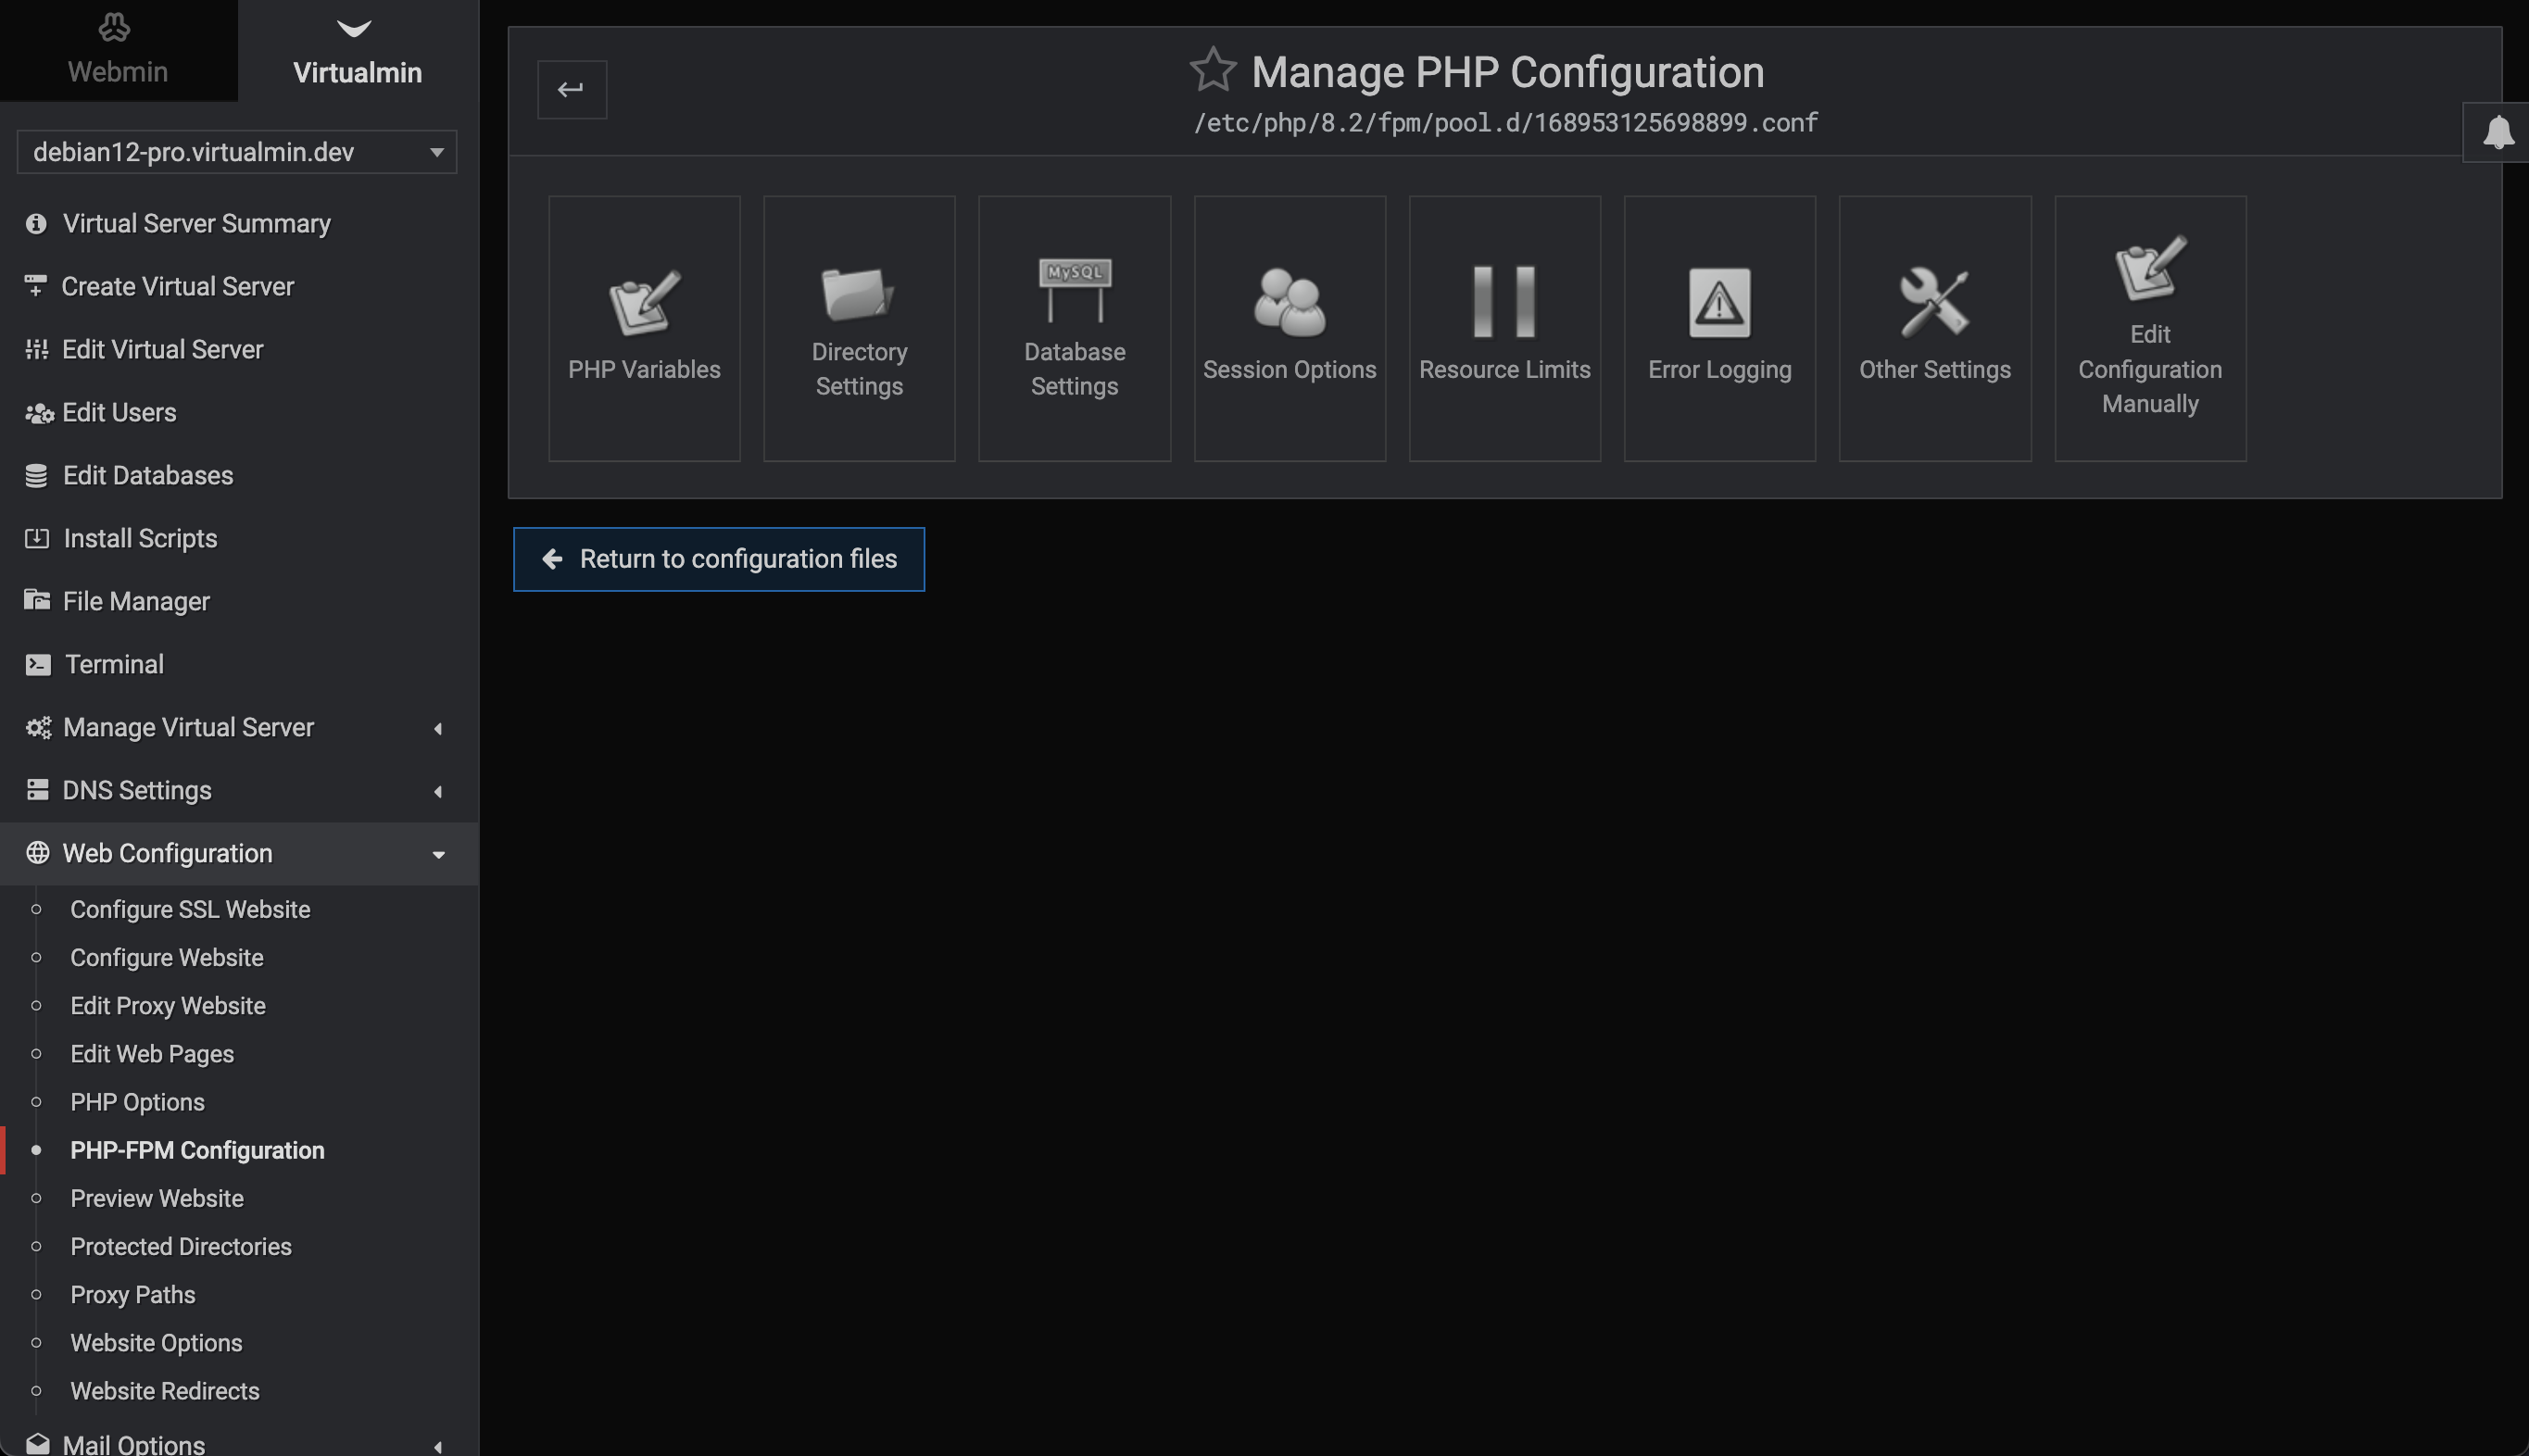 Webmin
Virtualmin
debian12-pro.virtualmin.dev
Virtual Server Summary
Create Virtual Server
Edit Virtual Server
Edit Users
Edit Databases
Install Scripts
File Manager
Terminal
Manage Virtual Server
DNS Settings
Web Configuration
Configure SSL Website
Configure Website
Edit Proxy Website
Edit Web Pages
PHP Options
PHP-FPM Configuration
Preview Website
Protected Directories
Proxy Paths
Website Options
Website Redirects
Mail Options
Manage PHP Configuration
/etc/php/8.2/fpm/pool.d/168953125698899.conf
PHP Variables
Directory
Settings
MySQL
Database
Settings
Session Options
Resource Limits
Error Logging
Other Settings
Edit
Configuration
Manually
Return to configuration files